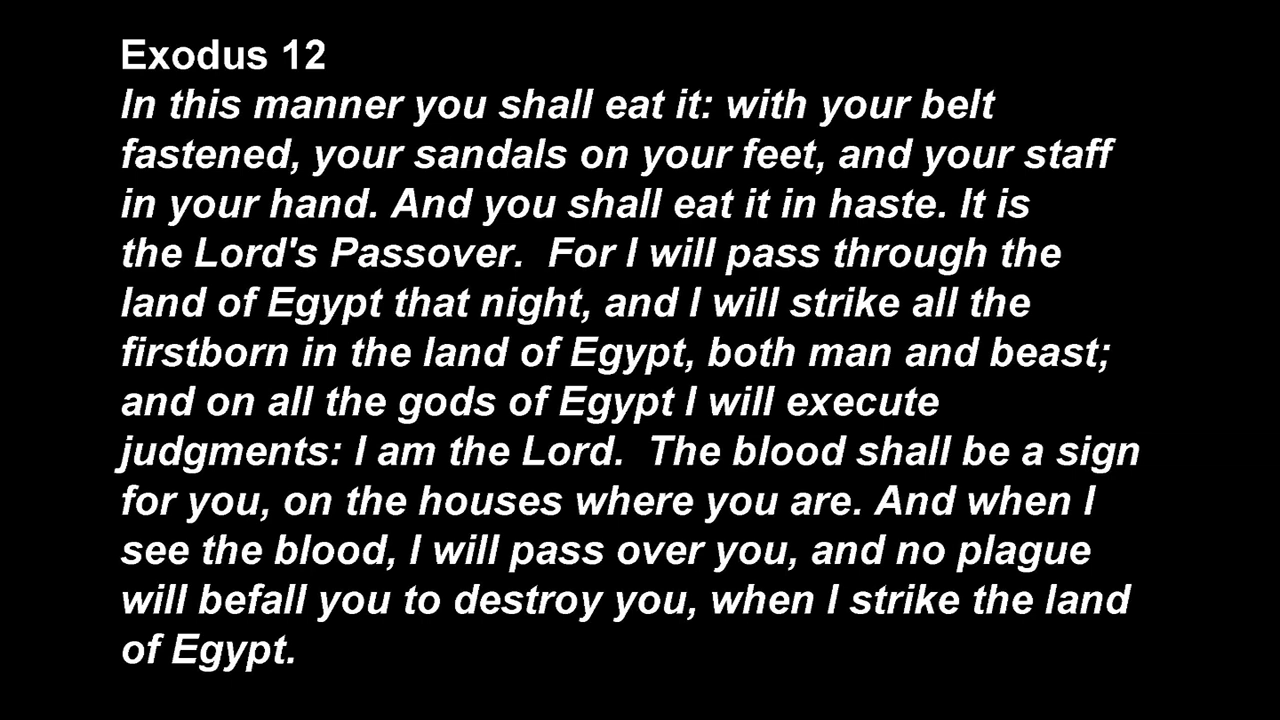 Exodus 12
In this manner you shall eat it: with your belt
fastened, your sandals on your feet, and your staff
in your hand. And you shall eat it in haste. It is
the Lord's Passover.  For I will pass through the
land of Egypt that night, and I will strike all the
firstborn in the land of Egypt, both man and beast;
and on all the gods of Egypt I will execute
judgments: I am the Lord.  The blood shall be a sign
for you, on the houses where you are. And when I
see the blood, I will pass over you, and no plague
will befall you to destroy you, when I strike the land
of Egypt.